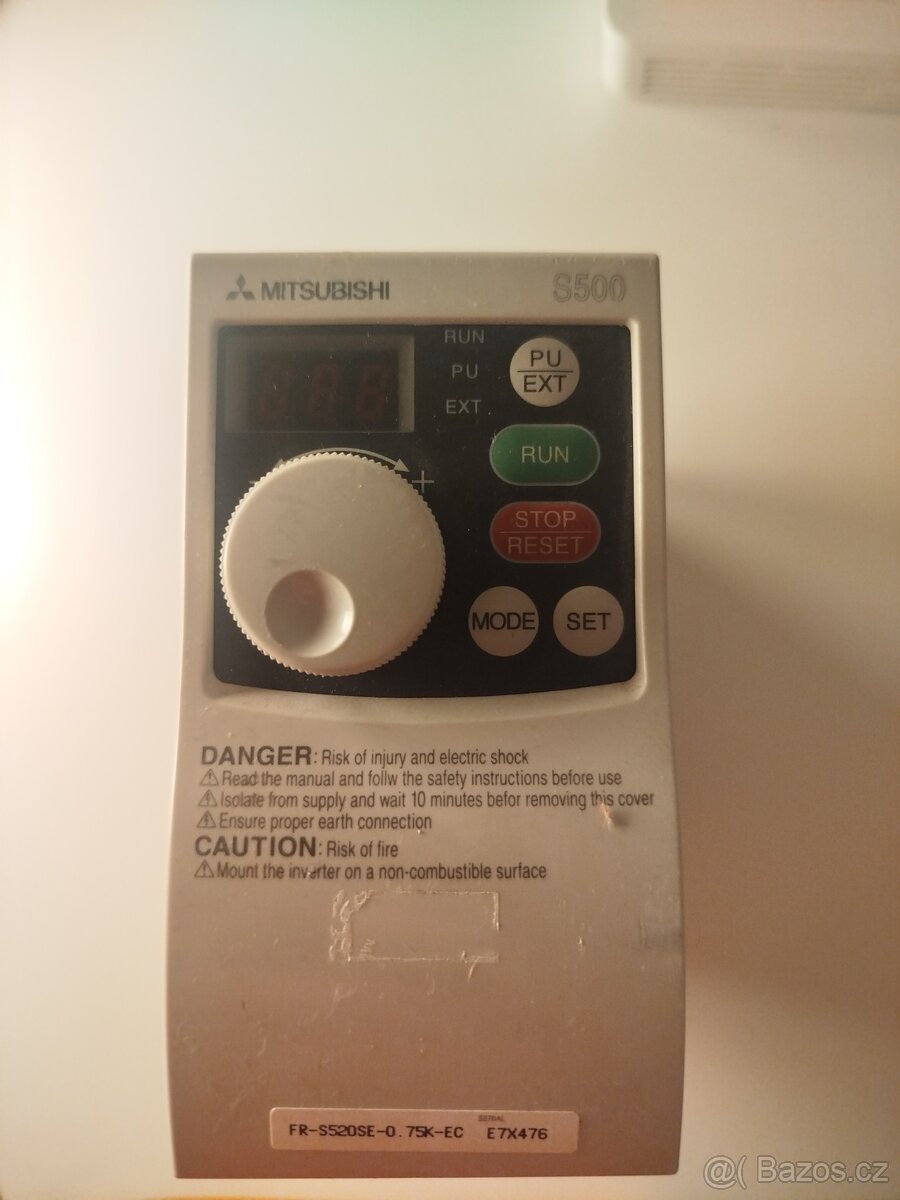 MITSUBISHI S500
RUN
PU
EXT
PU
EXT
RUN
STOP
RESET
- +
MODE SET
DANGER: Risk of injury and electric shock
⚠Read the manual and follw the safety instructions before use
⚠Isolate from supply and wait 10 minutes befor removing this cover
⚠Ensure proper earth connection
CAUTION: Risk of fire
⚠Mount the inverter on a non-combustible surface
SERIAL
FR-S520SE-0.75K-EC E7X476
@( Bazos.cz